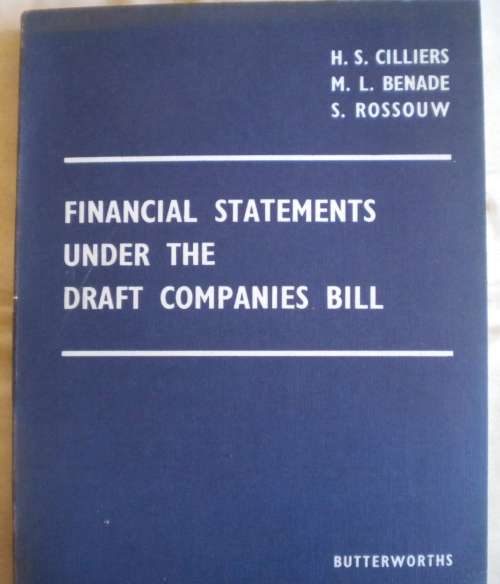 H. S. CILLIERS
M. L. BENADE
S. ROSSOUW
FINANCIAL STATEMENTS
UNDER THE
DRAFT COMPANIES BILL
BUTTERWORTHS